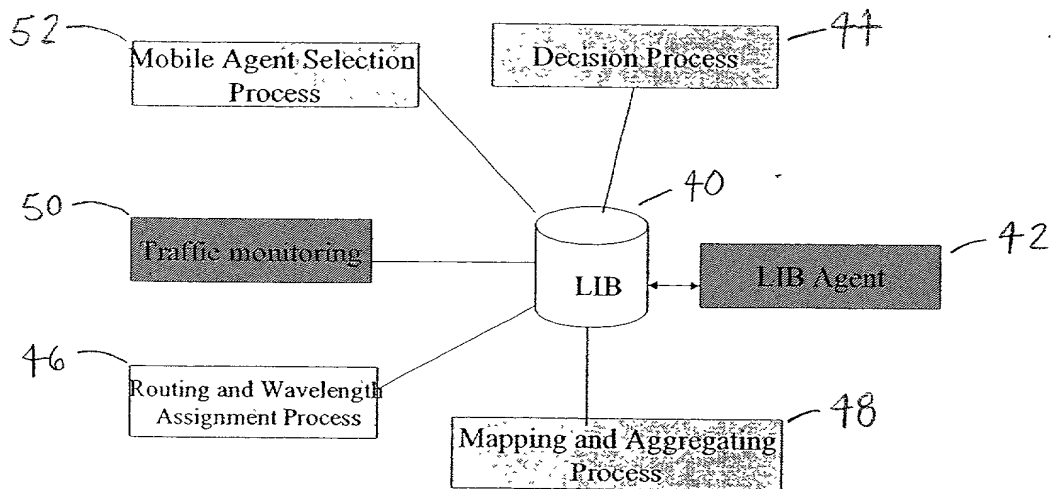 52
Mobile Agent Selection
Process
44
Decision Process
40
50
Traffic monitoring
LIB
42
LIB Agent
46
Routing and Wavelength
Assignment Process
48
Mapping and Aggregating
Process